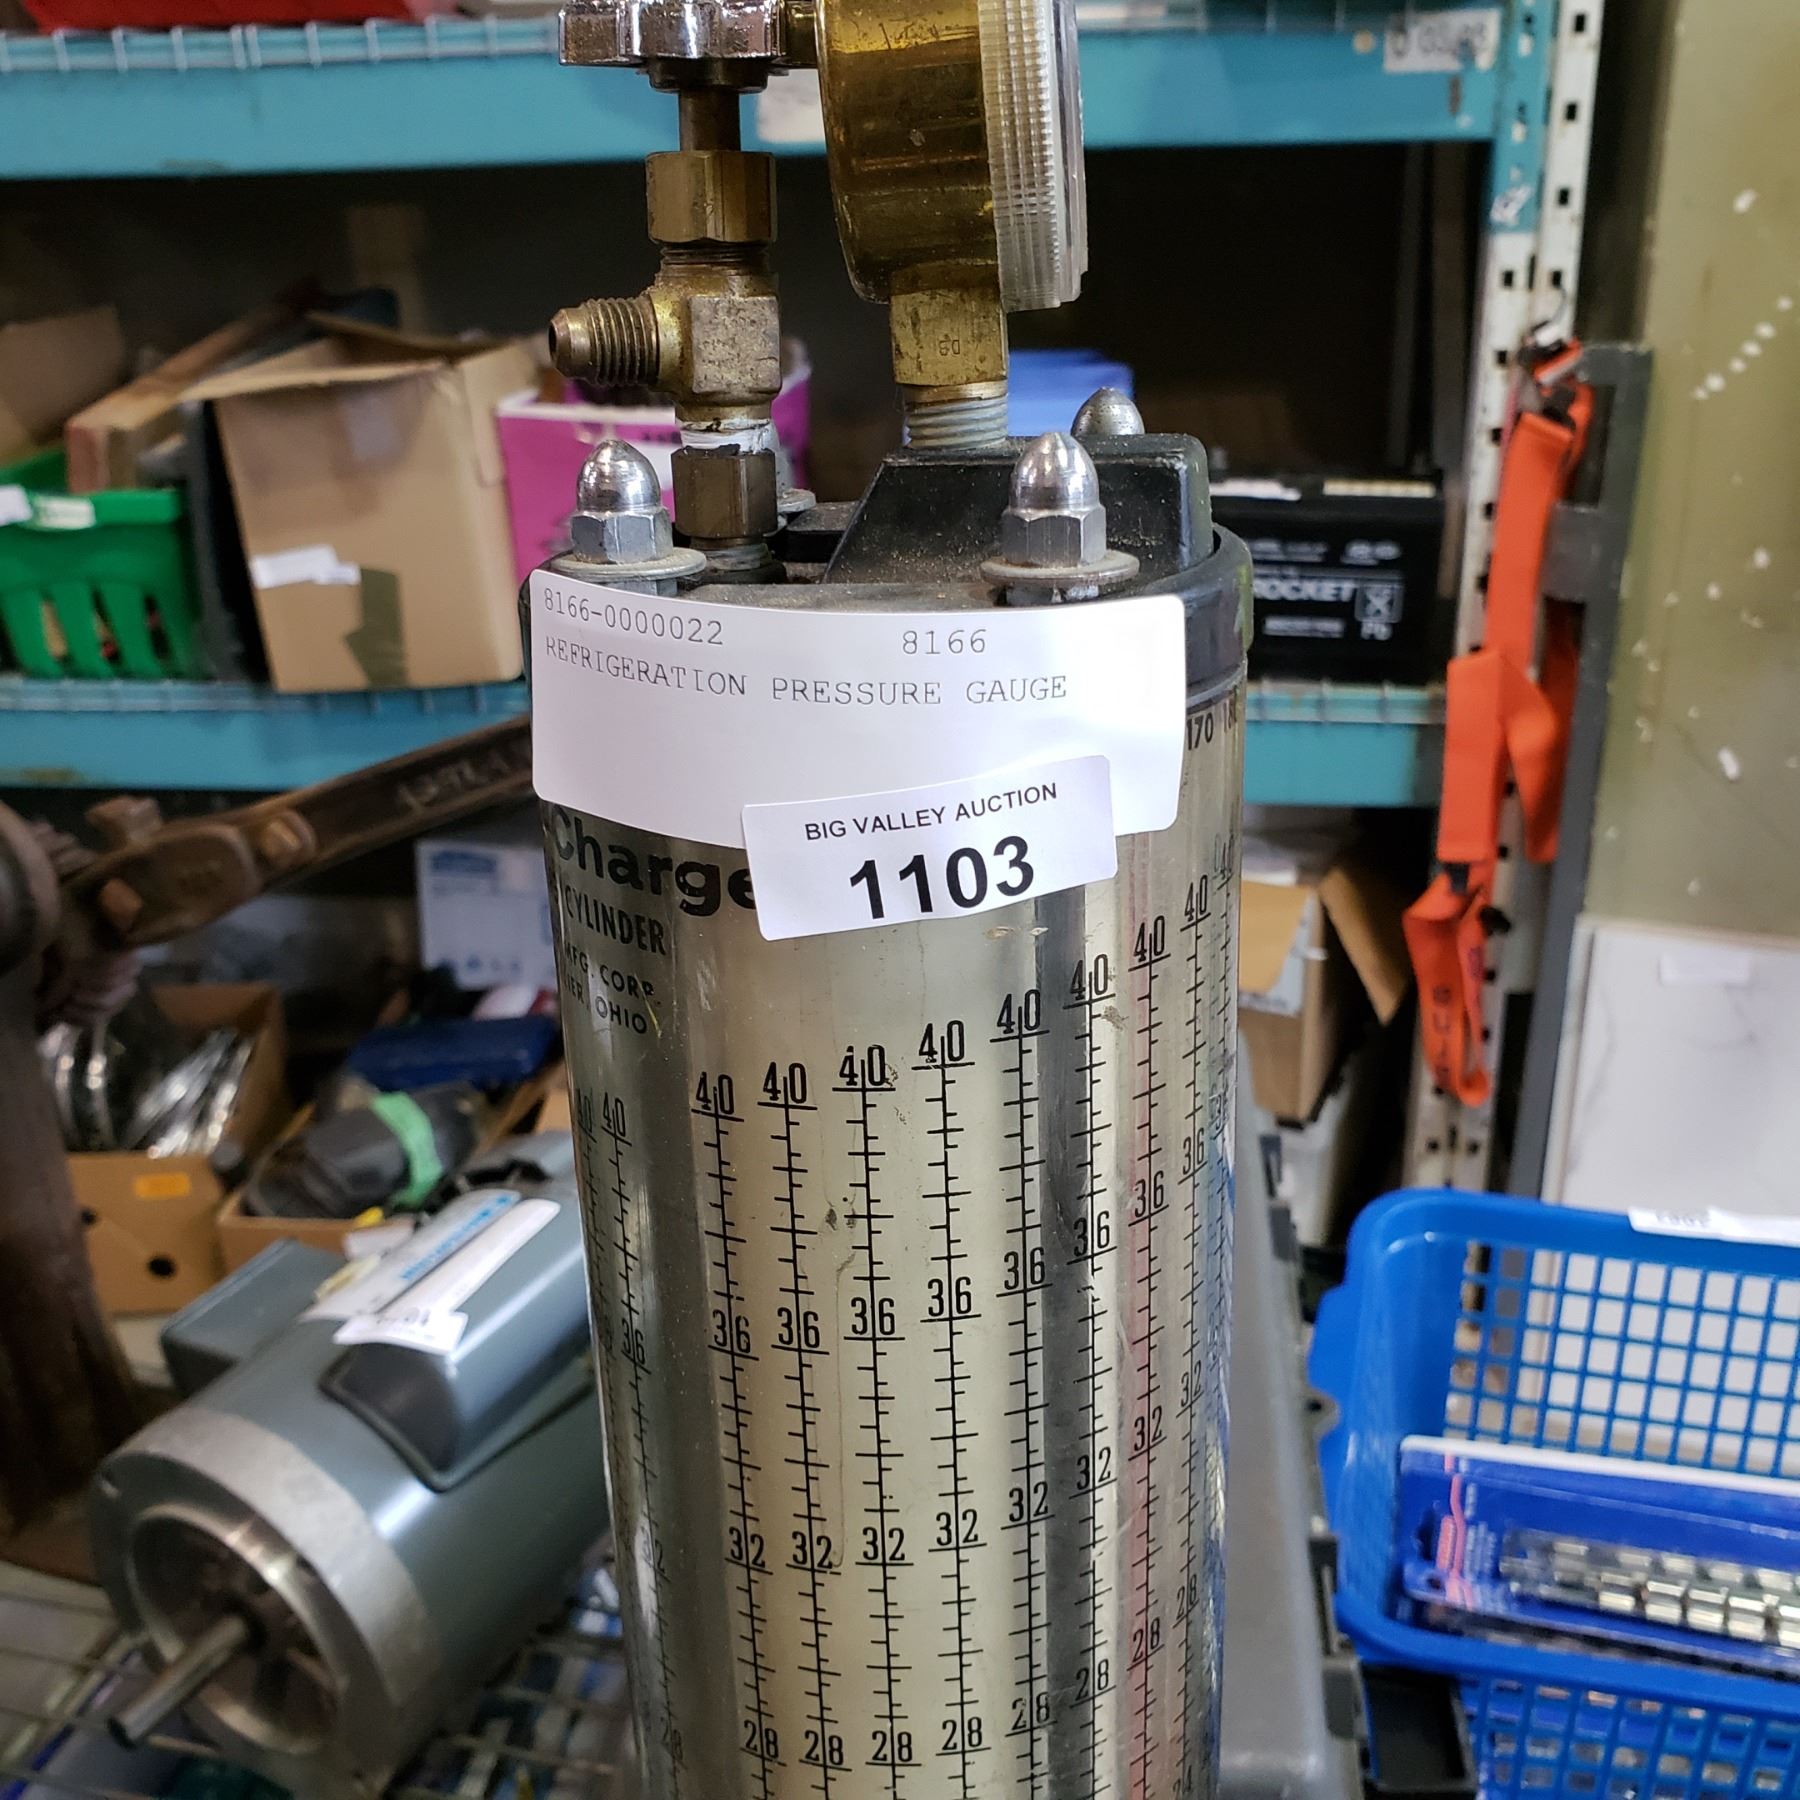 8166-0000022 8166
REFRIGERATION PRESSURE GAUGE
BIG VALLEY AUCTION
1103
170
Charge
CYLINDER
MFG. CORP.
OHIO
40 40 40 40 40 40 40 40 40 40
36 36 36 36 36 36 36 36 36
32 32 32 32 32 32 32 32 32
28 28 28 28 28 28 28 28
ROCKET